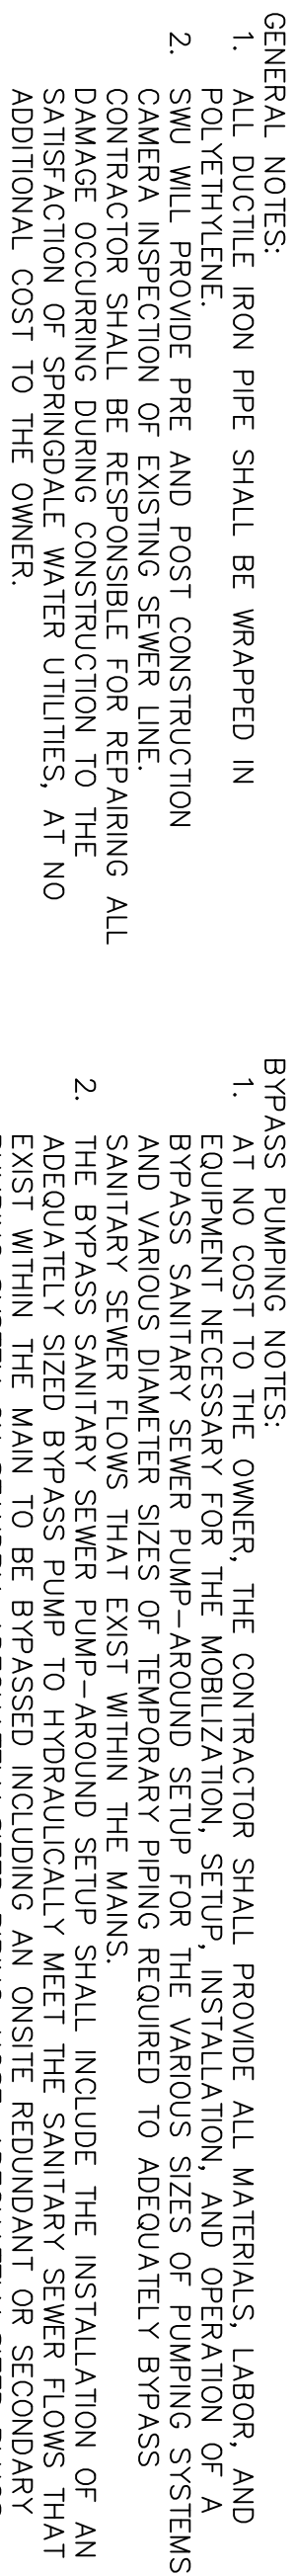 GENERAL NOTES:
1. ALL DUCTILE IRON PIPE SHALL BE WRAPPED IN
POLYETHYLENE.
2. SWU WILL PROVIDE PRE AND POST CONSTRUCTION
CAMERA INSPECTION OF EXISTING SEWER LINE.
CONTRACTOR SHALL BE RESPONSIBLE FOR REPAIRING ALL
DAMAGE OCCURRING DURING CONSTRUCTION TO THE
SATISFACTION OF SPRINGDALE WATER UTILITIES, AT NO
ADDITIONAL COST TO THE OWNER.
BYPASS PUMPING NOTES:
1. AT NO COST TO THE OWNER, THE CONTRACTOR SHALL PROVIDE ALL MATERIALS, LABOR, AND
EQUIPMENT NECESSARY FOR THE MOBILIZATION, SETUP, INSTALLATION, AND OPERATION OF A
BYPASS SANITARY SEWER PUMP-AROUND SETUP FOR THE VARIOUS SIZES OF PUMPING SYSTEMS
AND VARIOUS DIAMETER SIZES OF TEMPORARY PIPING REQUIRED TO ADEQUATELY BYPASS
SANITARY SEWER FLOWS THAT EXIST WITHIN THE MAINS.
2. THE BYPASS SANITARY SEWER PUMP-AROUND SETUP SHALL INCLUDE THE INSTALLATION OF AN
ADEQUATELY SIZED BYPASS PUMP TO HYDRAULICALLY MEET THE SANITARY SEWER FLOWS THAT
EXIST WITHIN THE MAIN TO BE BYPASSED INCLUDING AN ONSITE REDUNDANT OR SECONDARY